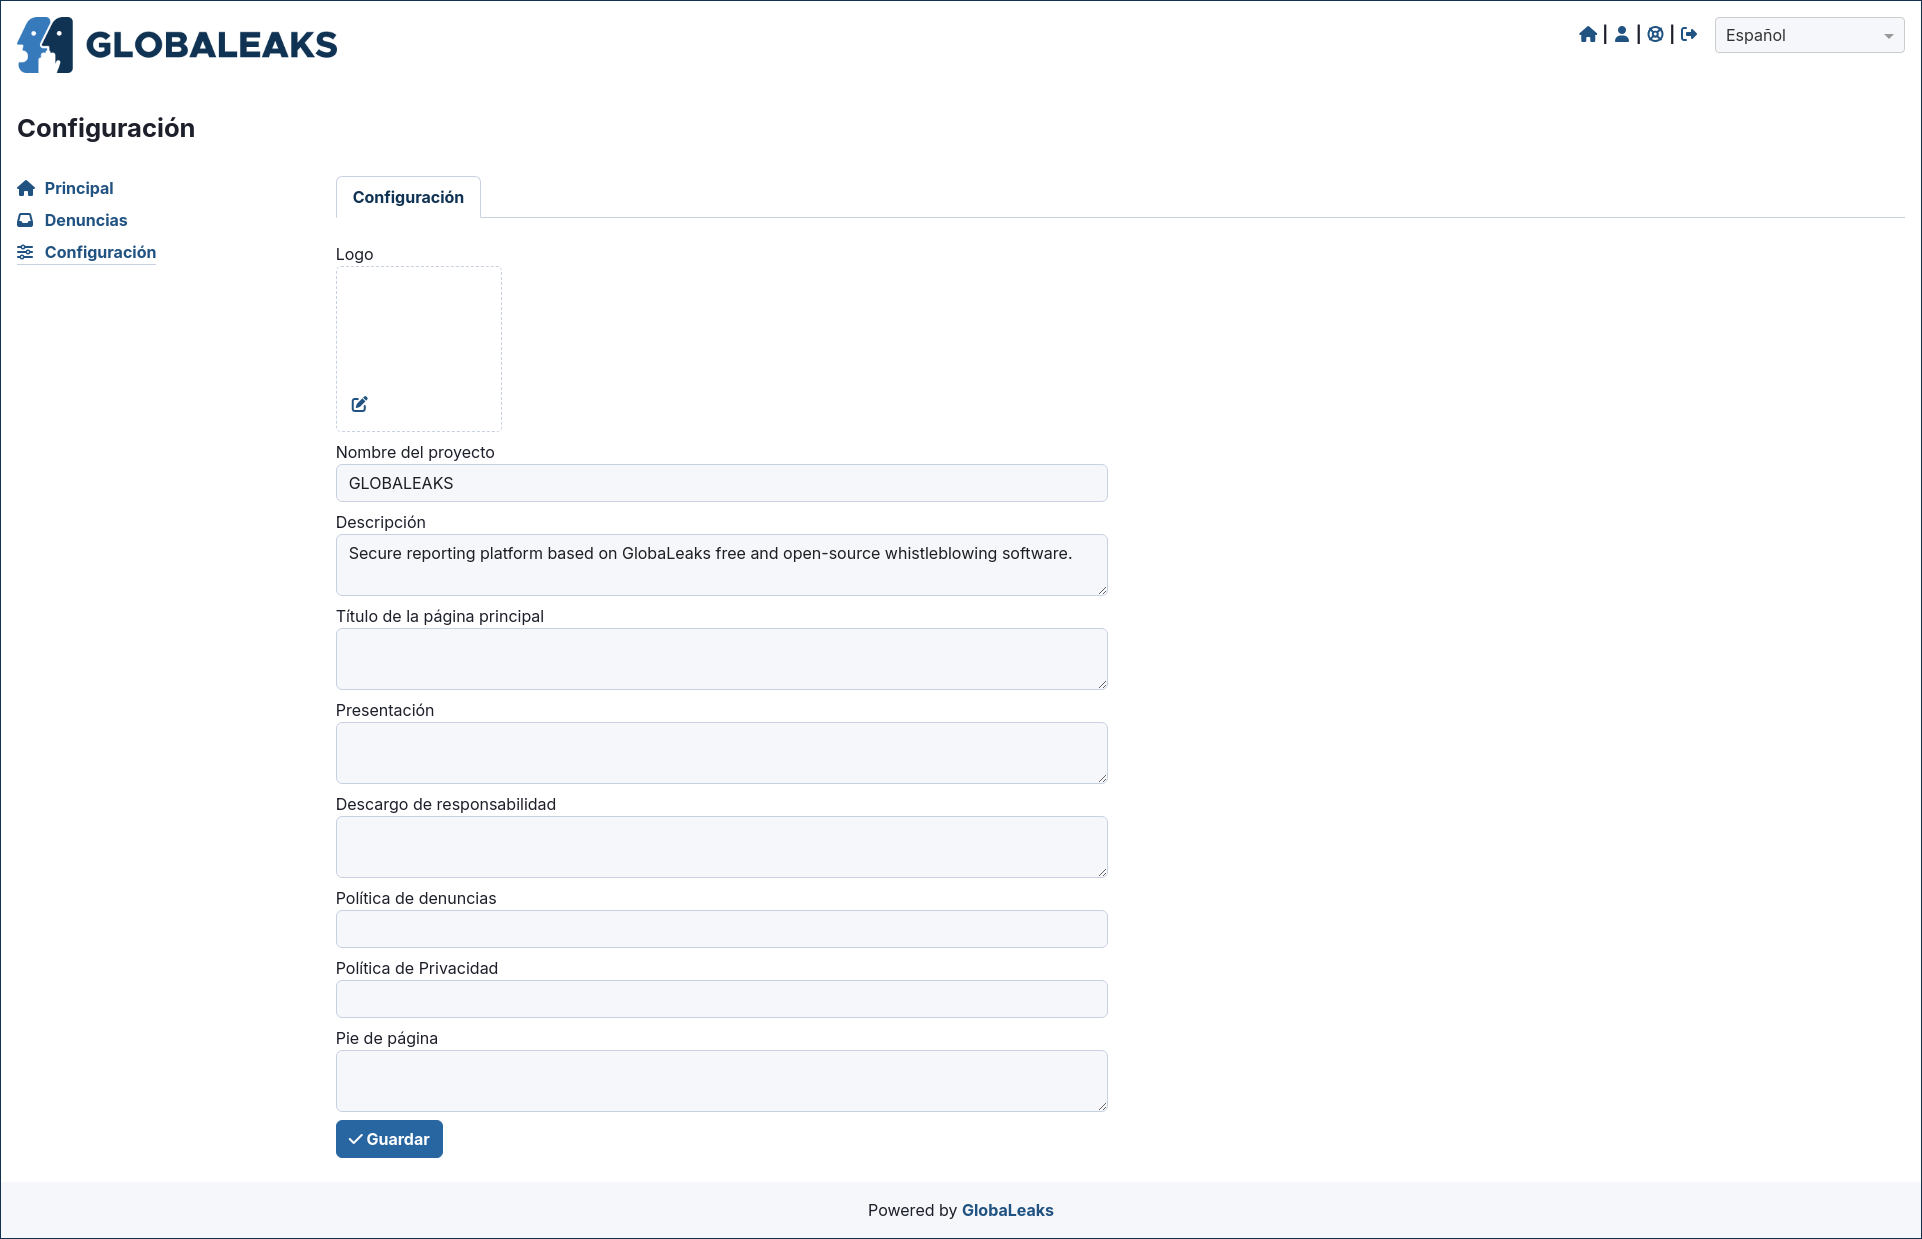 GLOBALEAKS
Español
Configuración
Principal
Denuncias
Configuración
Configuración
Logo
Nombre del proyecto
GLOBALEAKS
Descripción
Secure reporting platform based on GlobaLeaks free and open-source whistleblowing software.
Título de la página principal
Presentación
Descargo de responsabilidad
Política de denuncias
Política de Privacidad
Pie de página
Guardar
Powered by GlobaLeaks